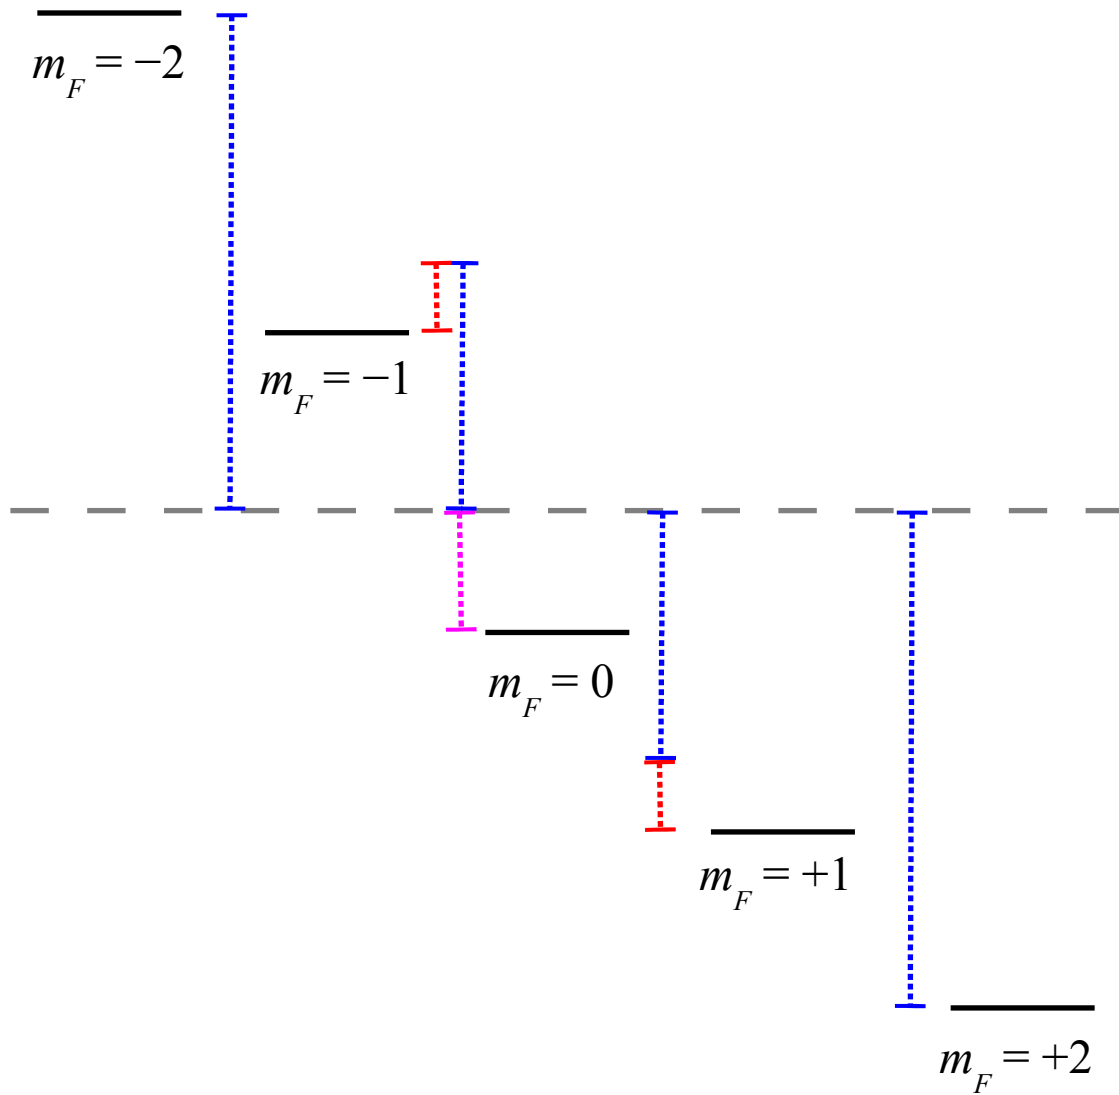 m_F = −2
m_F = −1
m_F = 0
m_F = +1
m_F = +2